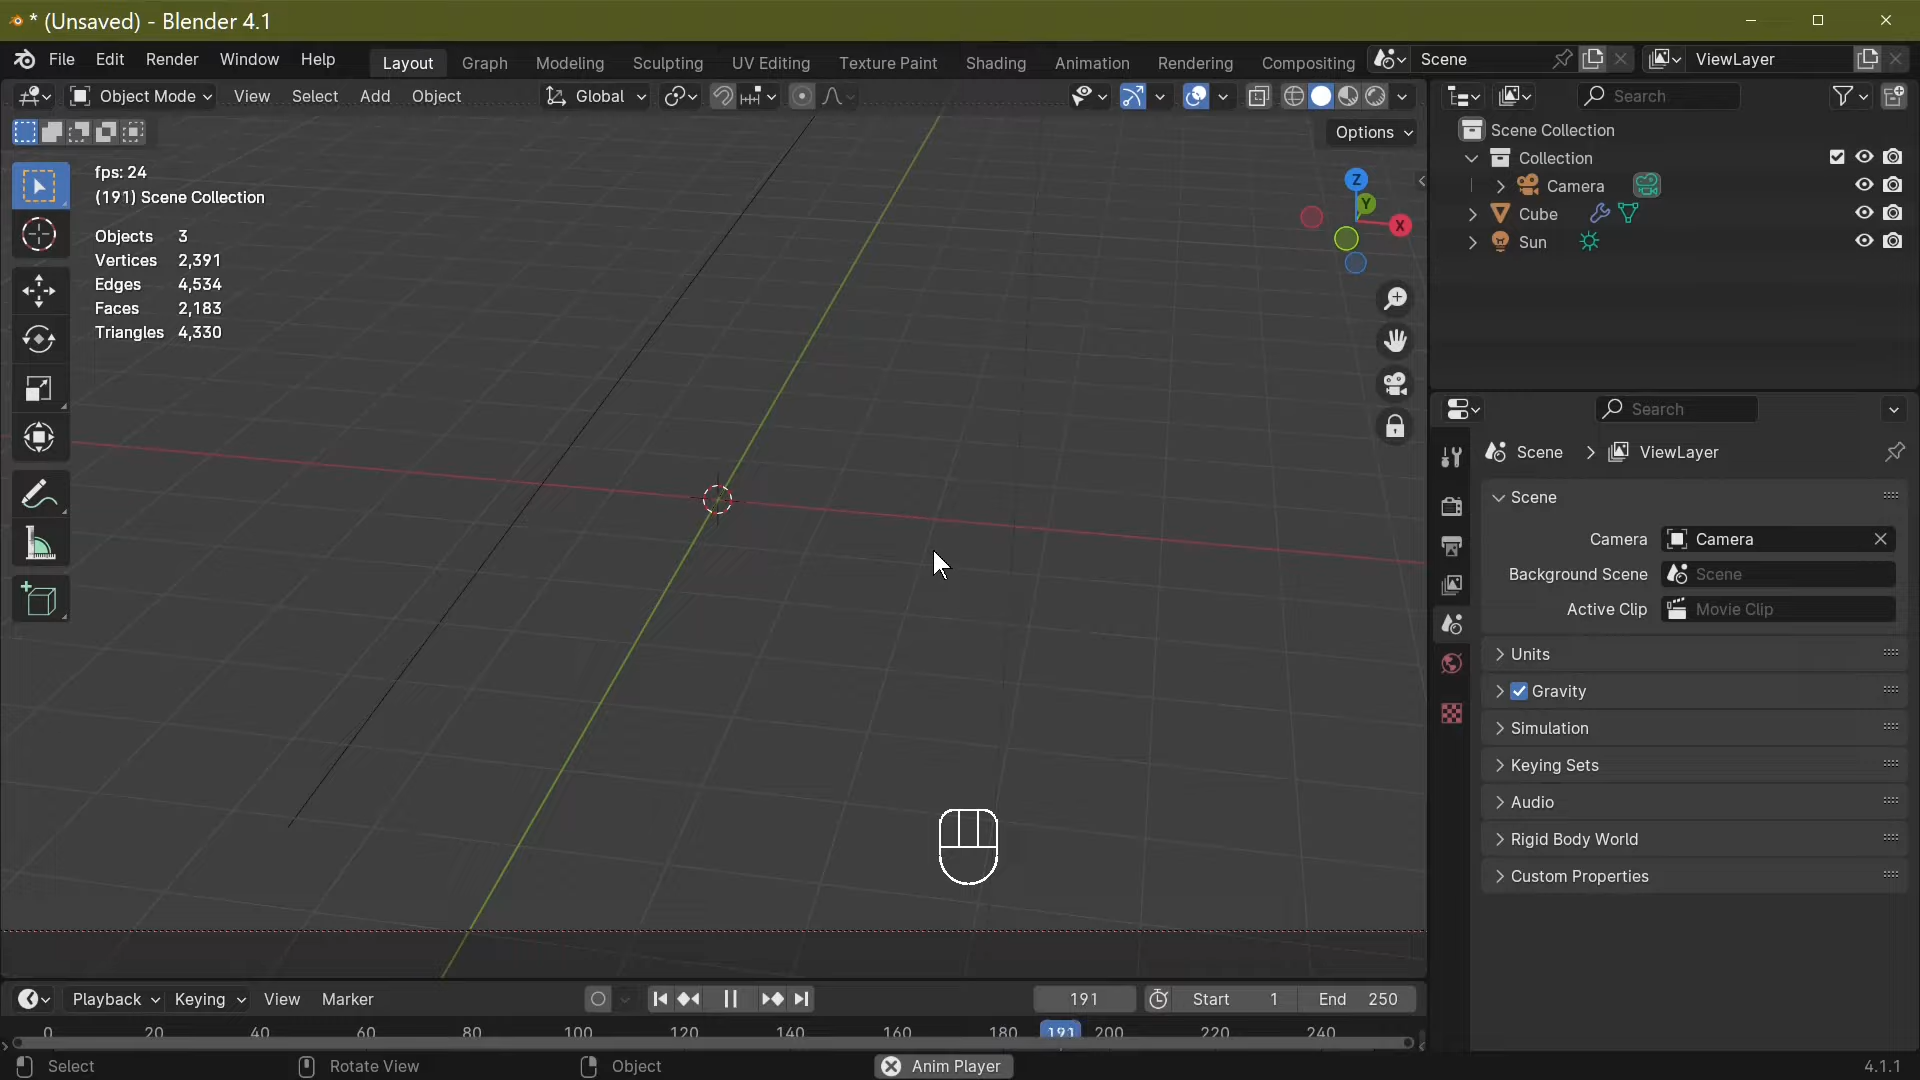 * (Unsaved) - Blender 4.1
File Edit Render Window Help Layout Graph Modeling Sculpting UV Editing Texture Paint Shading Animation Rendering Compositing Scene ViewLayer
Object Mode View Select Add Object Global Search
Options
fps: 24
(191) Scene Collection
Objects 3
Vertices 2,391
Edges 4,534
Faces 2,183
Triangles 4,330
Z
Y
X
Scene Collection
Collection
Camera
Cube
Sun
Search
Scene ViewLayer
Scene
Camera Camera
Background Scene Scene
Active Clip Movie Clip
Units
Gravity
Simulation
Keying Sets
Audio
Rigid Body World
Custom Properties
Playback Keying View Marker 191 Start 1 End 250
0 20 40 60 80 100 120 140 160 180 191 200 220 240
Select Rotate View Object Anim Player 4.1.1